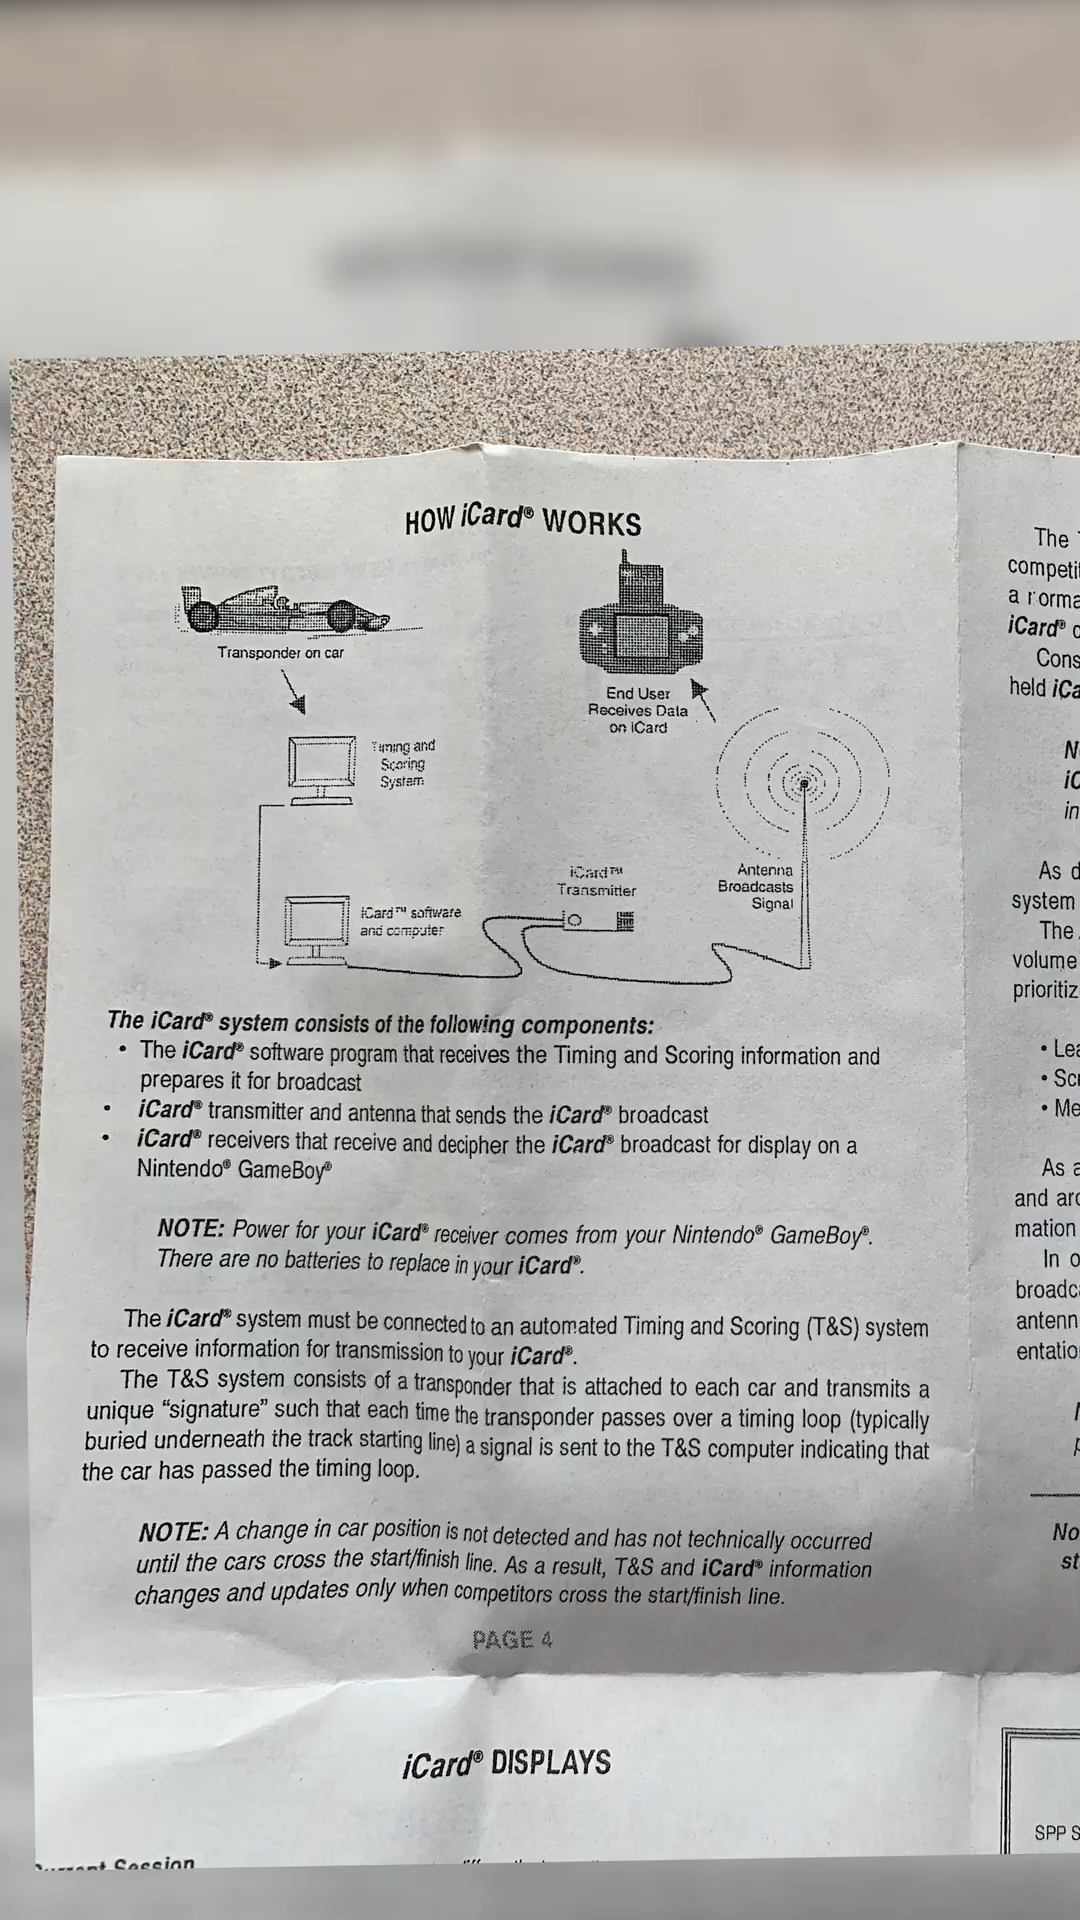 HOW iCard® WORKS
Transponder on car
End User
Receives Data
on iCard
Timing and
Scoring
System
iCard™
Transmitter
Antenna
Broadcasts
Signal
iCard™ software
and computer
The iCard® system consists of the following components:
• The iCard® software program that receives the Timing and Scoring information and
prepares it for broadcast
• iCard® transmitter and antenna that sends the iCard® broadcast
• iCard® receivers that receive and decipher the iCard® broadcast for display on a
Nintendo® GameBoy®
NOTE: Power for your iCard® receiver comes from your Nintendo® GameBoy®.
There are no batteries to replace in your iCard®.
The iCard® system must be connected to an automated Timing and Scoring (T&S) system
to receive information for transmission to your iCard®.
The T&S system consists of a transponder that is attached to each car and transmits a
unique “signature” such that each time the transponder passes over a timing loop (typically
buried underneath the track starting line) a signal is sent to the T&S computer indicating that
the car has passed the timing loop.
NOTE: A change in car position is not detected and has not technically occurred
until the cars cross the start/finish line. As a result, T&S and iCard® information
changes and updates only when competitors cross the start/finish line.
PAGE 4
iCard® DISPLAYS
Current Session
The
competit
a norma
iCard® c
Cons
held iCa
N
iC
in
As d
system
The
volume
prioritiz
• Lea
• Scr
• Me
As a
and arc
mation
In o
broadca
antenn
entatio
No
st
SPP S